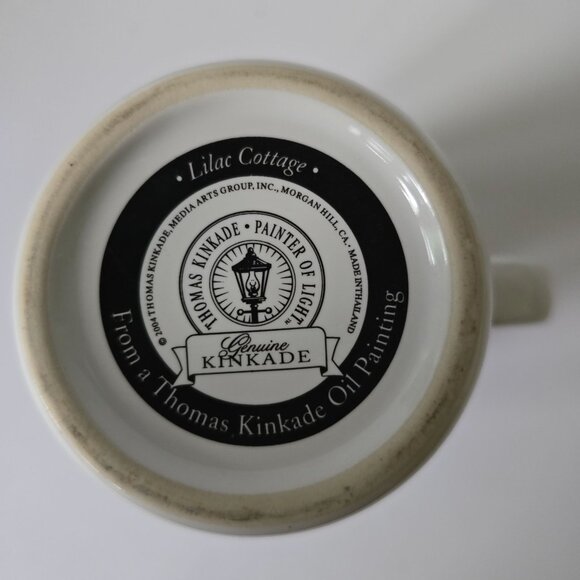 • Lilac Cottage •
© 2004 THOMAS KINKADE, MEDIA ARTS GROUP, INC., MORGAN HILL, CA. • MADE IN THAILAND
THOMAS KINKADE • PAINTER OF LIGHT™
Genuine
KINKADE
From a Thomas Kinkade Oil Painting